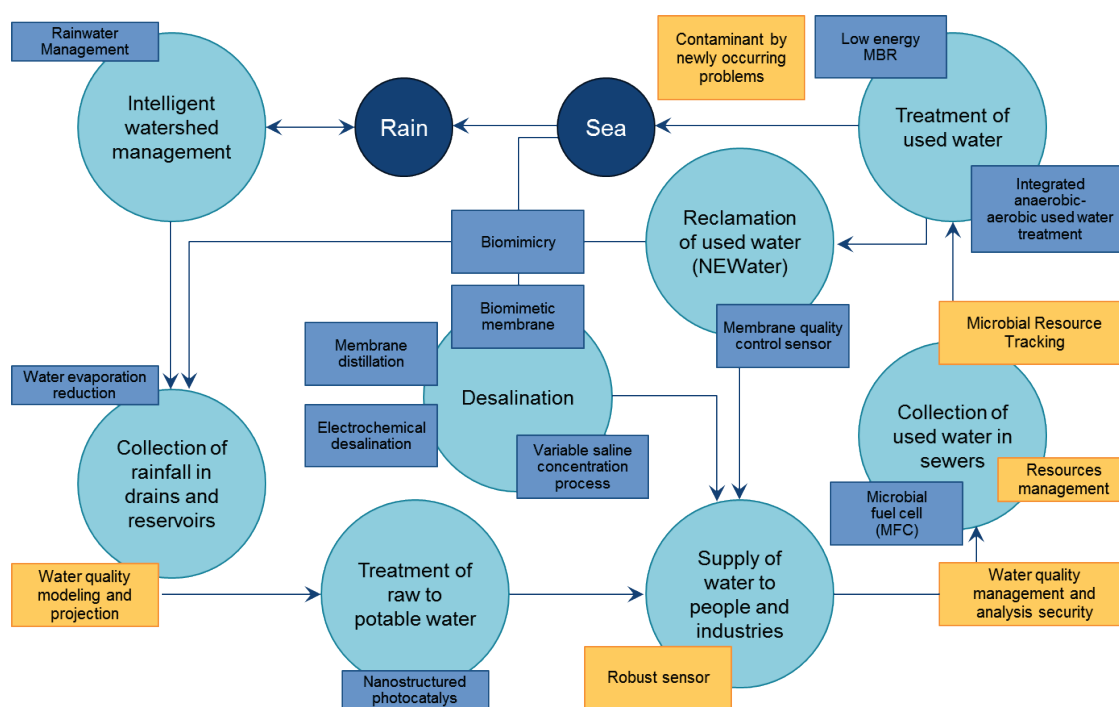 Rainwater
Management
Intelligent
watershed
management
Rain
Sea
Contaminant by
newly occurring
problems
Low energy
MBR
Treatment of
used water
Integrated
anaerobic-
aerobic used water
treatment
Biomimicry
Reclamation
of used water
(NEWater)
Biomimetic
membrane
Membrane quality
control sensor
Microbial Resource
Tracking
Membrane
distillation
Water evaporation
reduction
Desalination
Electrochemical
desalination
Variable saline
concentration
process
Collection of
used water in
sewers
Resources
management
Microbial
fuel cell
(MFC)
Collection of
rainfall in
drains and
reservoirs
Water quality
modeling and
projection
Treatment of
raw to
potable water
Nanostructured
photocatalys
Supply of
water to
people and
industries
Robust sensor
Water quality
management and
analysis security